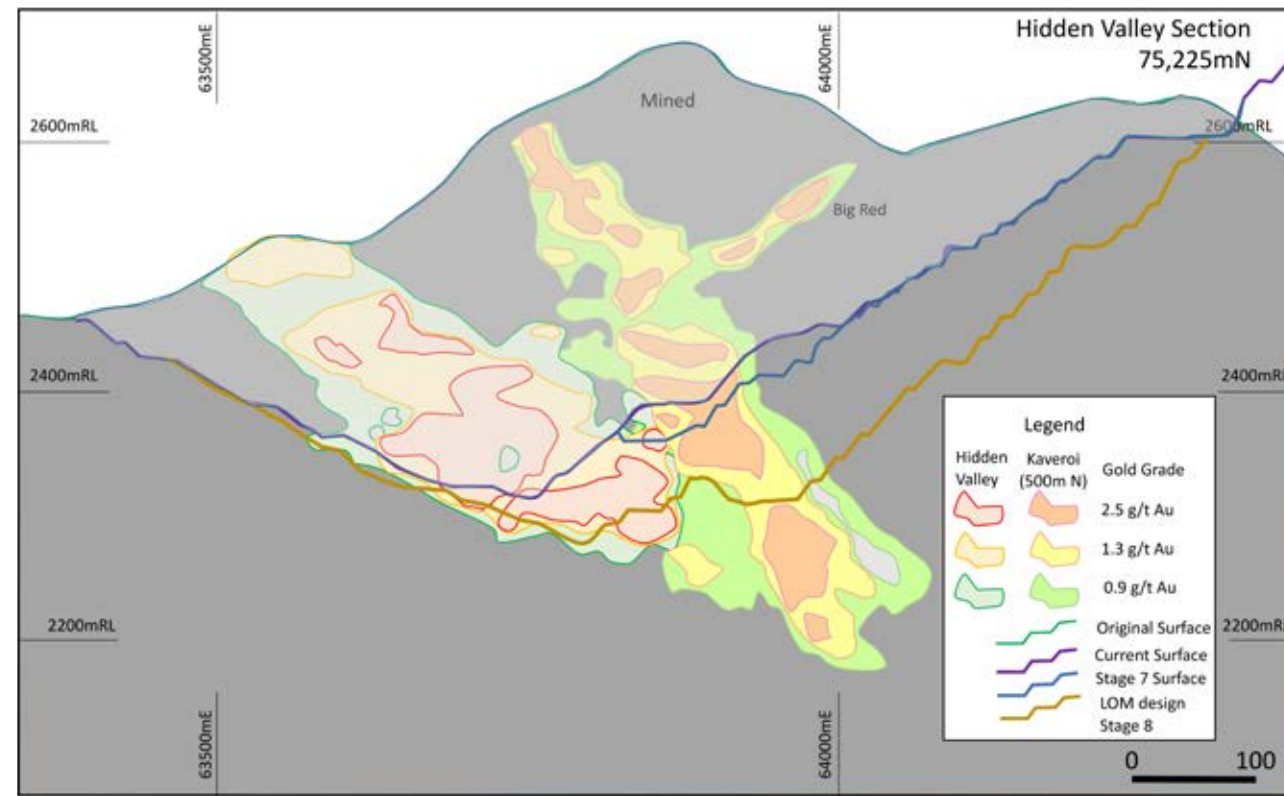 Hidden Valley Section
75,225mN
63500mE
64000mE
Mined
2600mRL
2600mRL
Big Red
2400mRL
2400mRL
Legend
Hidden Valley
Kaveroi (500m N)
Gold Grade
2.5 g/t Au
1.3 g/t Au
0.9 g/t Au
Original Surface
Current Surface
Stage 7 Surface
LOM design
Stage 8
2200mRL
2200mRL
63500mE
64000mE
0 100